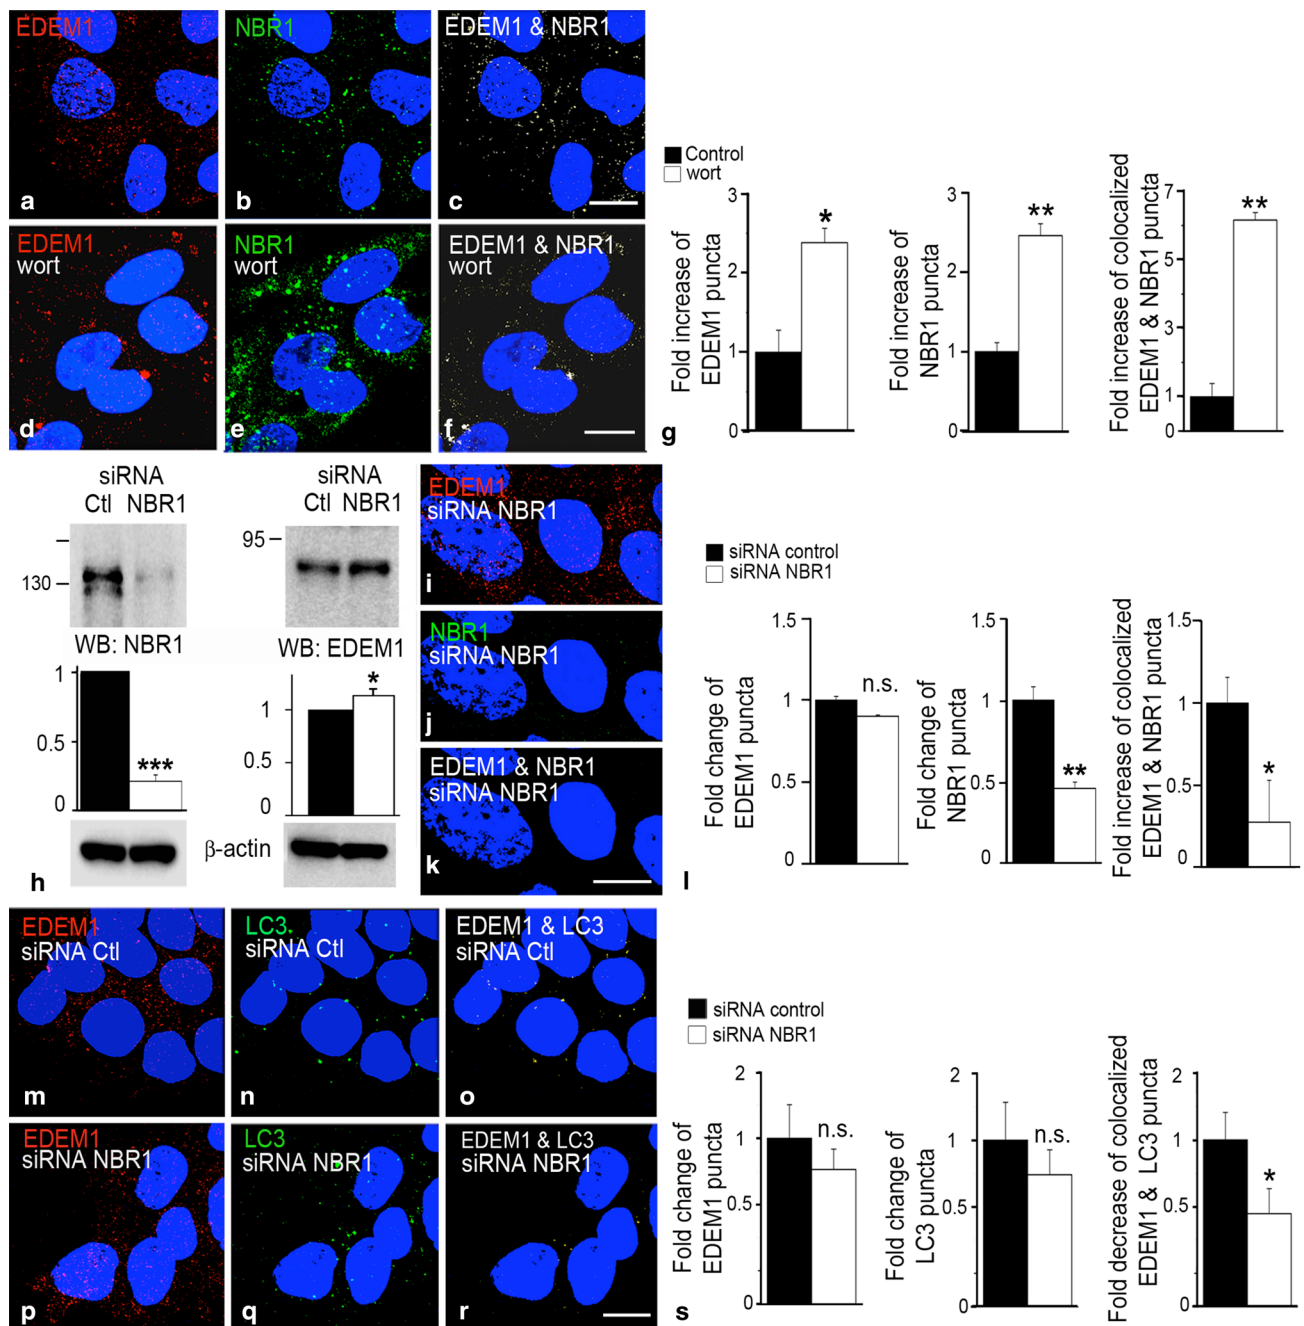 EDEM1
a
NBR1
b
EDEM1 & NBR1
c
EDEM1
wort
d
NBR1
wort
e
EDEM1 & NBR1
wort
f
Control
wort
Fold increase of
EDEM1 puncta
3
2
1
0
*
Fold increase of
NBR1 puncta
3
2
1
0
**
Fold increase of colocalized
EDEM1 & NBR1 puncta
7
5
3
1
0
**
g
siRNA
Ctl NBR1
130
WB: NBR1
1
0.5
0
***
siRNA
Ctl NBR1
95
WB: EDEM1
1
0.5
0
*
β-actin
h
EDEM1
siRNA NBR1
i
NBR1
siRNA NBR1
j
EDEM1 & NBR1
siRNA NBR1
k
siRNA control
siRNA NBR1
Fold change of
EDEM1 puncta
1.5
1
0.5
0
n.s.
Fold change of
NBR1 puncta
1.5
1
0.5
0
**
Fold increase of colocalized
EDEM1 & NBR1 puncta
1.5
1
0.5
0
*
l
EDEM1
siRNA Ctl
m
LC3
siRNA Ctl
n
EDEM1 & LC3
siRNA Ctl
o
EDEM1
siRNA NBR1
p
LC3
siRNA NBR1
q
EDEM1 & LC3
siRNA NBR1
r
siRNA control
siRNA NBR1
Fold change of
EDEM1 puncta
2
1
0.5
0
n.s.
Fold change of
LC3 puncta
2
1
0.5
0
n.s.
Fold decrease of colocalized
EDEM1 & LC3 puncta
2
1
0.5
0
*
s